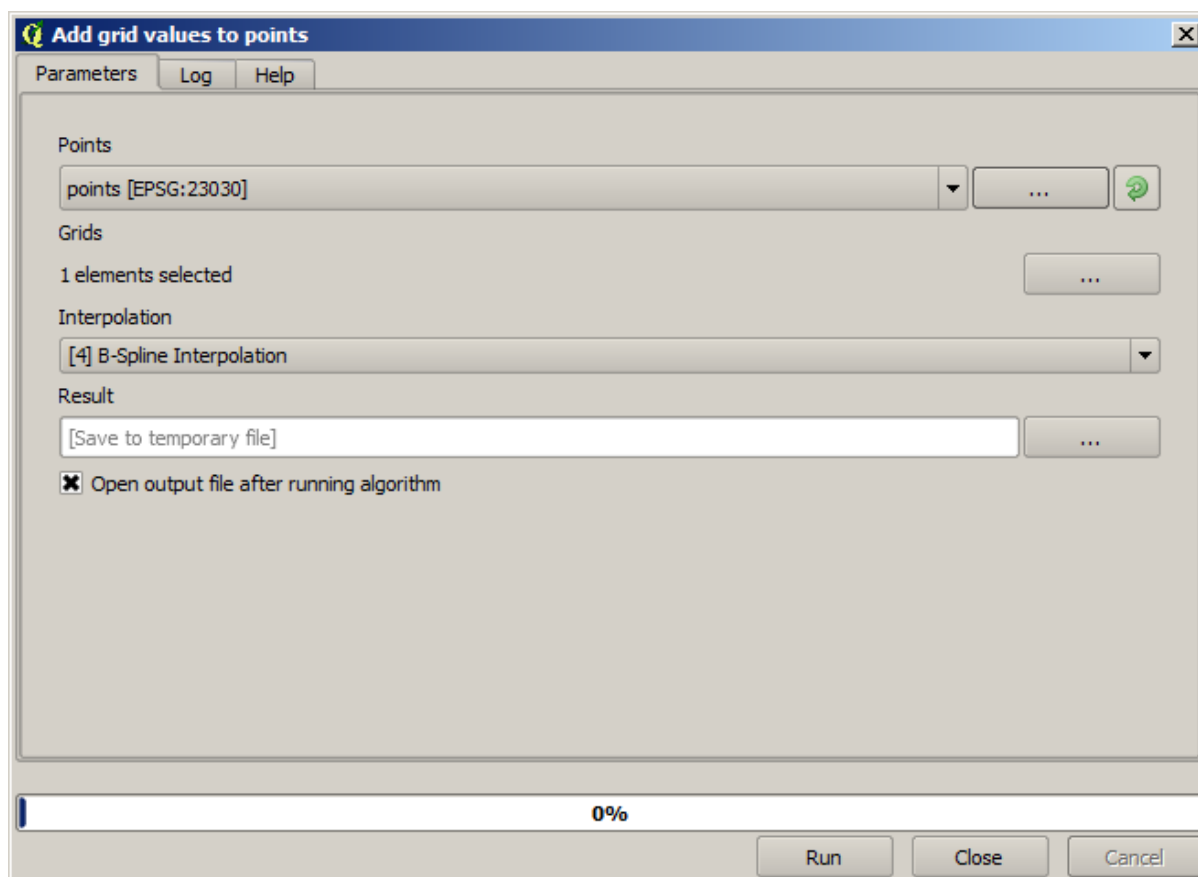 Add grid values to points
Parameters Log Help
Points
points [EPSG:23030] ...
Grids
1 elements selected ...
Interpolation
[4] B-Spline Interpolation
Result
[Save to temporary file] ...
Open output file after running algorithm
0%
Run Close Cancel